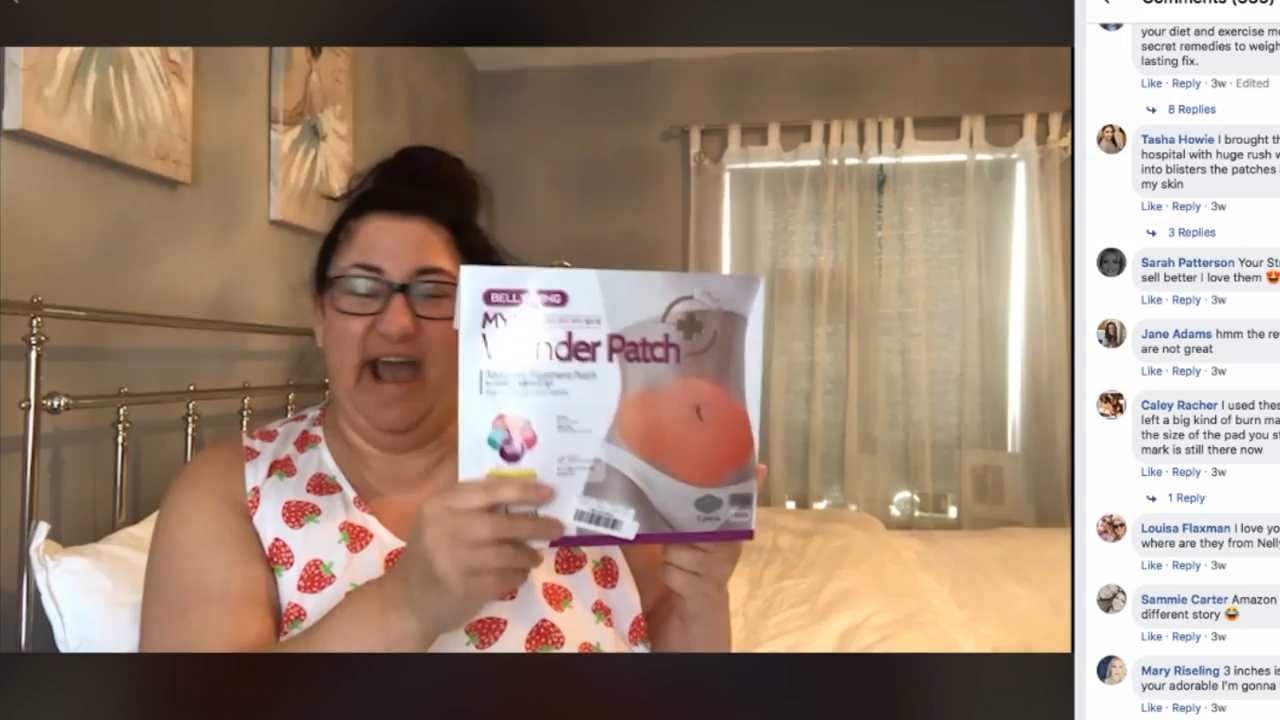 BELLY WING
MY
Wonder Patch
your diet and exercise m
secret remedies to weigh
lasting fix.
Like · Reply · 3w · Edited
8 Replies
Tasha Howie I brought th
hospital with huge rush w
into blisters the patches
my skin
Like · Reply · 3w
3 Replies
Sarah Patterson Your St
sell better I love them 😍
Like · Reply · 3w
Jane Adams hmm the re
are not great
Like · Reply · 3w
Caley Racher I used thes
left a big kind of burn ma
the size of the pad you s
mark is still there now
Like · Reply · 3w
1 Reply
Louisa Flaxman I love yo
where are they from Nell
Like · Reply · 3w
Sammie Carter Amazon
different story 😂
Like · Reply · 3w
Mary Riseling 3 inches is
your adorable I'm gonna
Like · Reply · 3w